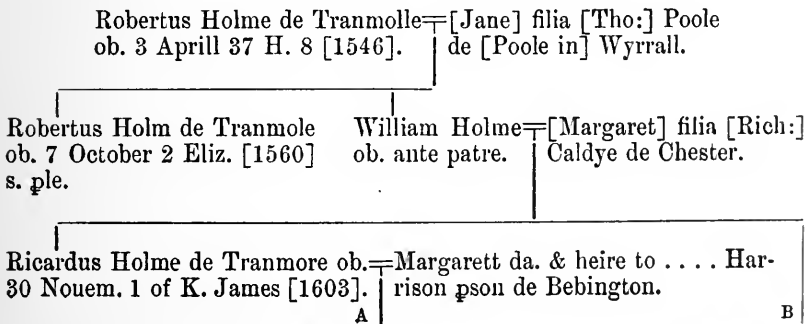 Robertus Holme de Tranmolle=[Jane] filia [Tho:] Poole
ob. 3 Aprill 37 H. 8 [1546]. de [Poole in] Wyrrall.
Robertus Holm de Tranmole
ob. 7 October 2 Eliz. [1560]
s. ꝑle.
William Holme=[Margaret] filia [Rich:]
ob. ante patre. Caldye de Chester.
Ricardus Holme de Tranmore ob.=Margarett da. & heire to .... Har-
30 Nouem. 1 of K. James [1603]. rison ꝑson de Bebington.
A B